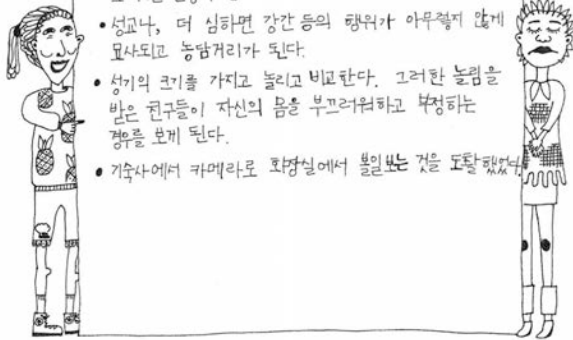 • 성교나, 더 심하면 강간 등의 행위가 아무렇지 않게
묘사되고 농담거리가 된다.
• 성기의 크기를 가지고 놀리고 비교한다. 그러한 놀림을
받은 친구들이 자신의 몸을 부끄러워하고 부정하는
경우를 보게 된다.
• 기숙사에서 카메라로 화장실에서 볼일보는 것을 도촬했었다.